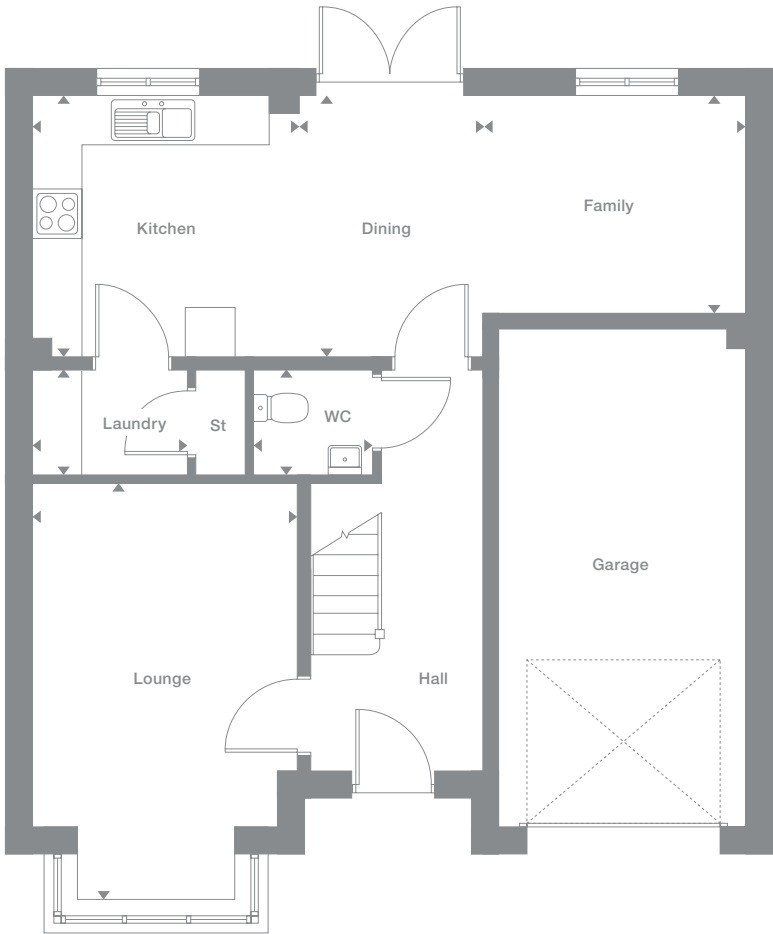 Family
Kitchen
Dining
Laundry
St
WC
Garage
Lounge
Hall